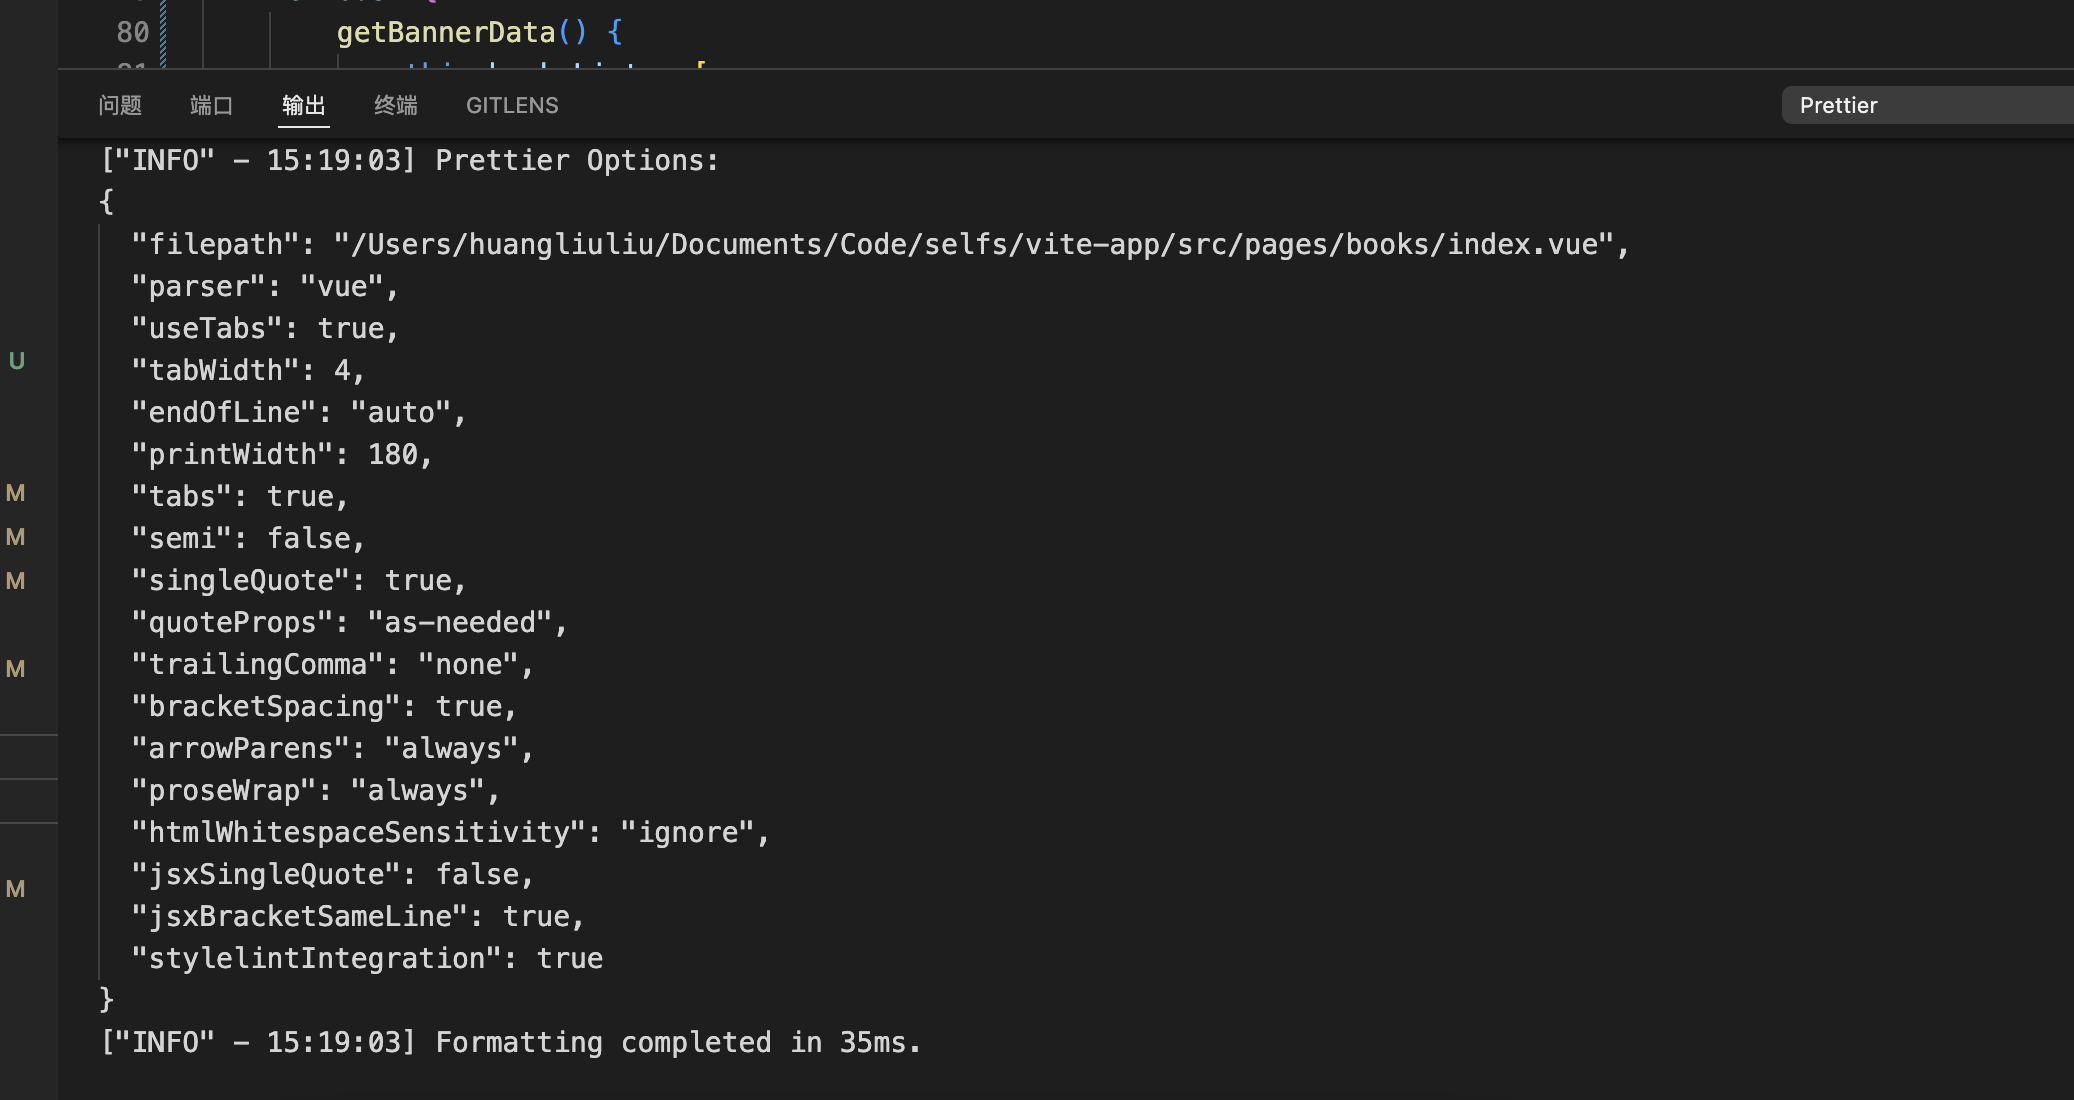 80 getBannerData() {
问题 端口 输出 终端 GITLENS Prettier
["INFO" - 15:19:03] Prettier Options:
{
"filepath": "/Users/huangliuliu/Documents/Code/selfs/vite-app/src/pages/books/index.vue",
"parser": "vue",
"useTabs": true,
"tabWidth": 4,
"endOfLine": "auto",
"printWidth": 180,
"tabs": true,
"semi": false,
"singleQuote": true,
"quoteProps": "as-needed",
"trailingComma": "none",
"bracketSpacing": true,
"arrowParens": "always",
"proseWrap": "always",
"htmlWhitespaceSensitivity": "ignore",
"jsxSingleQuote": false,
"jsxBracketSameLine": true,
"stylelintIntegration": true
}
["INFO" - 15:19:03] Formatting completed in 35ms.
U
M
M
M
M
M